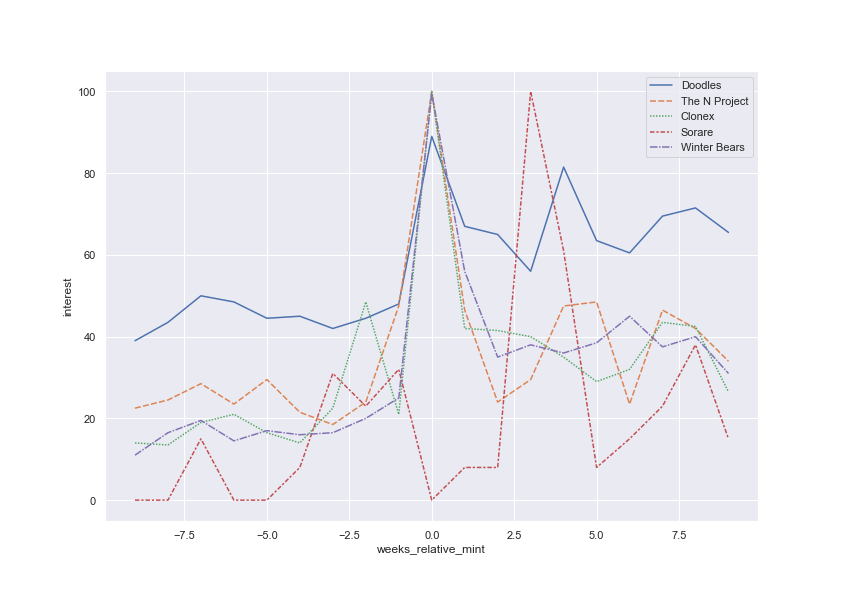 Doodles
The N Project
Clonex
Sorare
Winter Bears
100
80
60
40
20
0
interest
−7.5 −5.0 −2.5 0.0 2.5 5.0 7.5
weeks_relative_mint